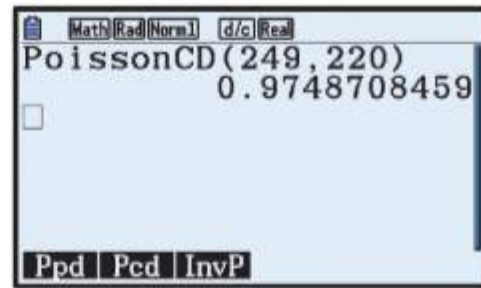 Math Rad Norm1 d/c Real
PoissonCD(249,220)
0.9748708459
Ppd Pcd InvP